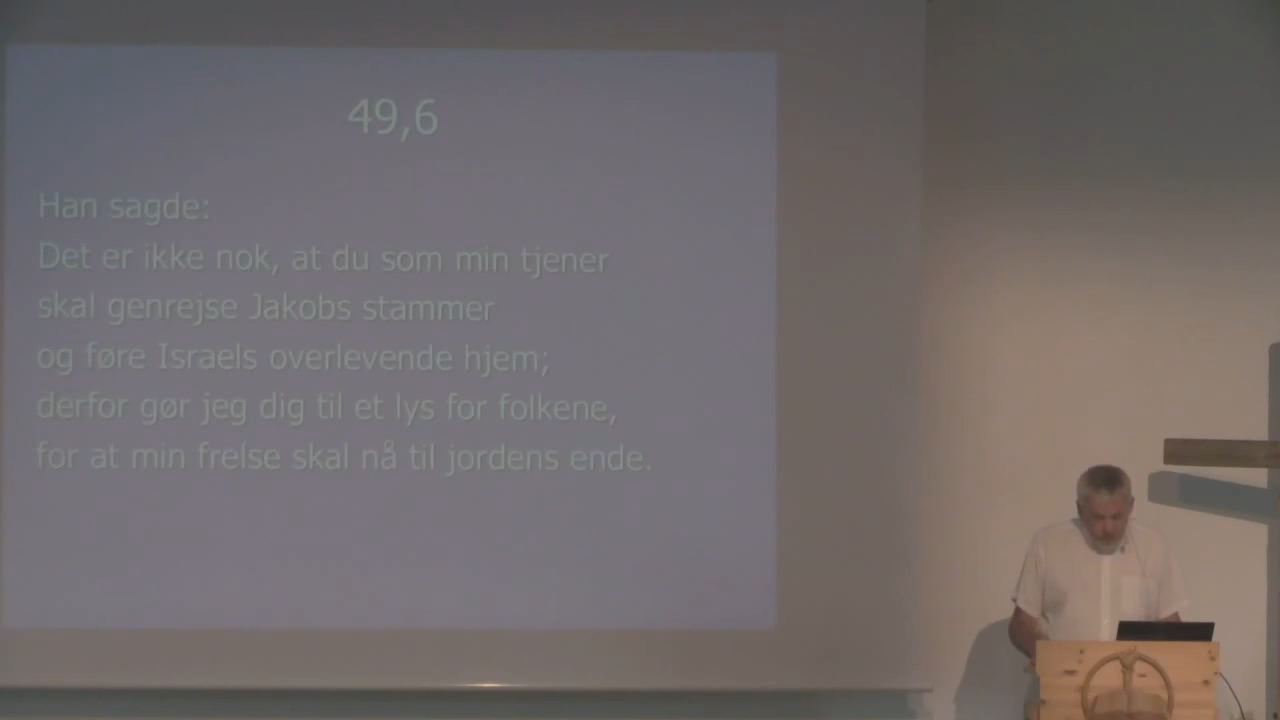 49,6
Han sagde:
Det er ikke nok, at du som min tjener
skal genrejse Jakobs stammer
og føre Israels overlevende hjem;
derfor gør jeg dig til et lys for folkene,
for at min frelse skal nå til jordens ende.